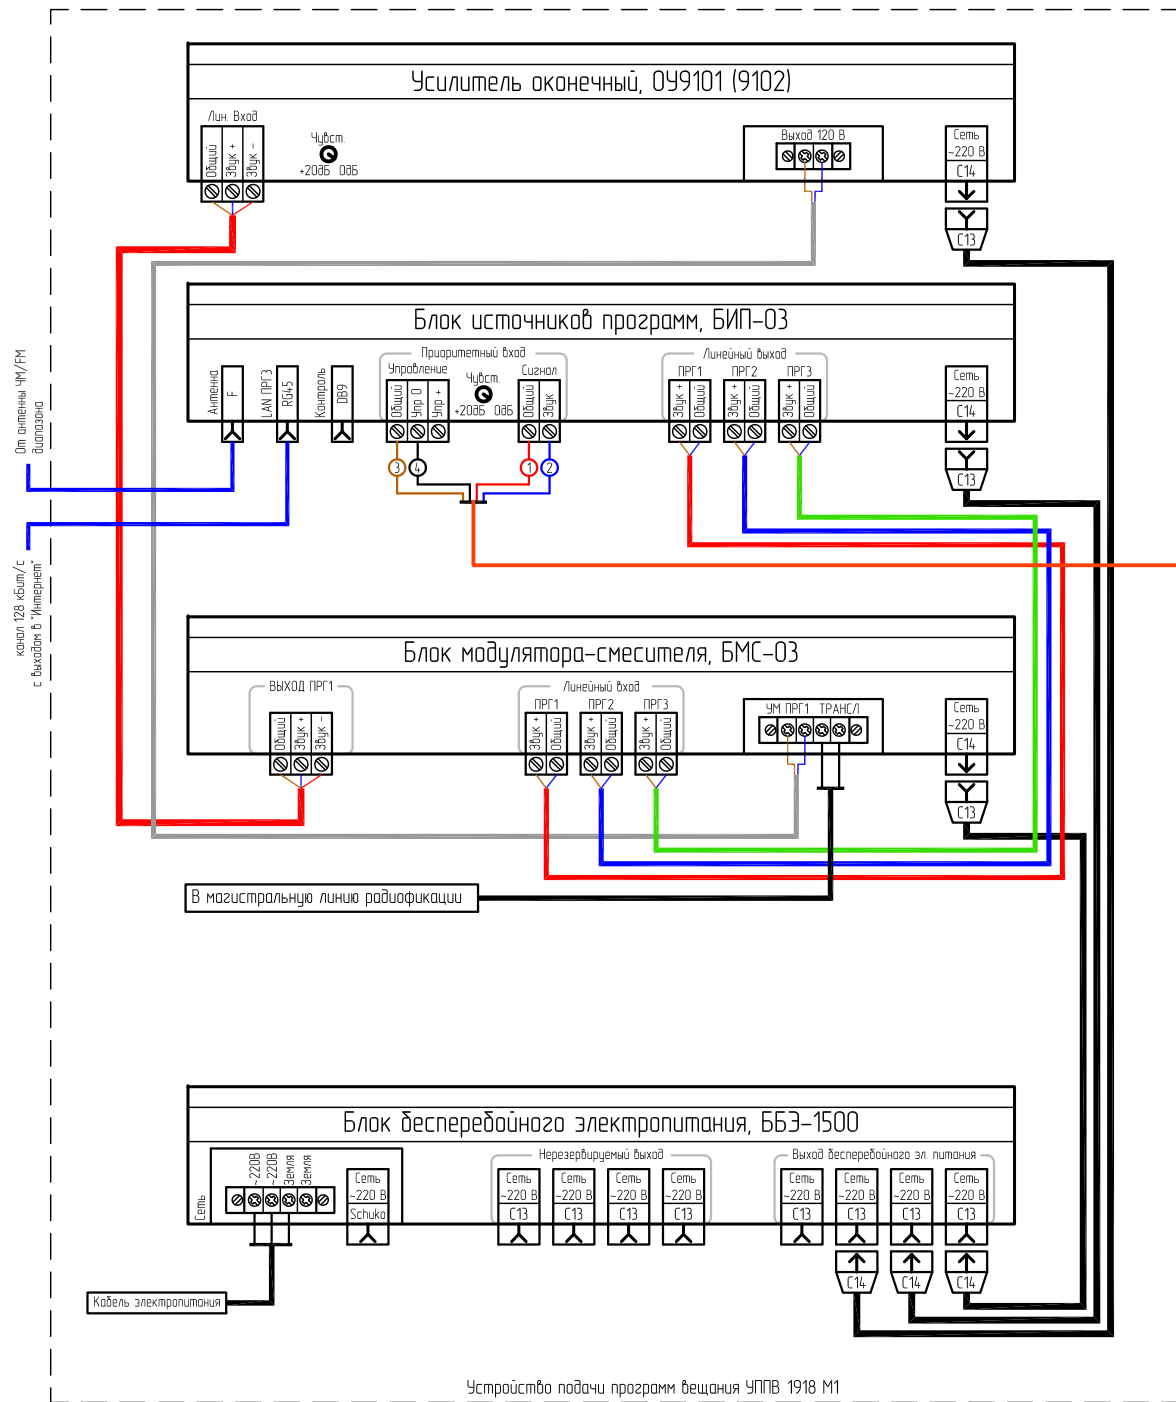 Усилитель оконечный, ОУ9101 (9102)
Лин. Вход
Общий
Звук +
Звук -
Чувст.
+20дБ 0дБ
Выход 120 В
Сеть
~220 В
С14
С13
Блок источников программ, БИП-03
От антенны ЧМ/FM
диапазона
Антенна
F
LAN ПРГ3
RG45
Контроль
DB9
Приоритетный вход
Управление
Общий
Упр 0
Упр +
Чувст.
+20дБ 0дБ
Сигнал
Общий
Звук
3
4
1
2
Линейный выход
ПРГ1
ПРГ2
ПРГ3
Звук +
Общий
Звук +
Общий
Звук +
Общий
Сеть
~220 В
С14
С13
канал 128 кБит/с
с выходом в "Интернет"
Блок модулятора-смесителя, БМС-03
ВЫХОД ПРГ1
Общий
Звук +
Звук -
Линейный вход
ПРГ1
ПРГ2
ПРГ3
Звук +
Общий
Звук +
Общий
Звук +
Общий
УМ ПРГ1 ТРАНСЛ
Сеть
~220 В
С14
С13
В магистральную линию радиофикации
Блок бесперебойного электропитания, ББЭ-1500
Сеть
~220В
~220В
Земля
Земля
Сеть
~220 В
Schuko
Нерезервируемый выход
Сеть
~220 В
С13
Сеть
~220 В
С13
Сеть
~220 В
С13
Сеть
~220 В
С13
Выход бесперебойного эл. питания
Сеть
~220 В
С13
Сеть
~220 В
С13
Сеть
~220 В
С13
Сеть
~220 В
С13
С14
С14
С14
Кабель электропитания
Устройство подачи программ вещания УППВ 1918 М1